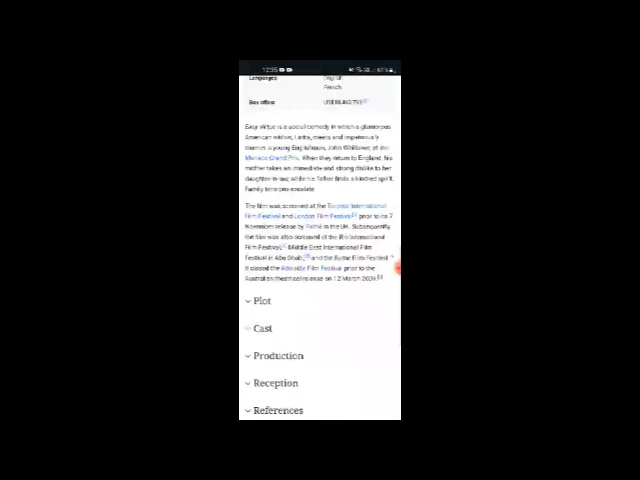 12:55
61%
Languages English
French
Box office
Easy Virtue is a social comedy in which a glamorous
American widow, Larita, meets and impetuously
marries a young Englishman, John Whittaker, at the
Monaco Grand Prix. When they return to England, his
mother takes an immediate and strong dislike to her
daughter-in-law, while his father finds a kindred spirit.
Family tensions escalate.
The film was screened at the Toronto International
Film Festival and London Film Festival prior to its 7
November release by Pathé in the UK. Subsequently,
the film was also screened at the Rio International
Film Festival, Middle East International Film
Festival in Abu Dhabi, and the Rome Film Festival.
It closed the Adelaide Film Festival prior to the
Australian theatrical release on 12 March 2009.
Plot
Cast
Production
Reception
References